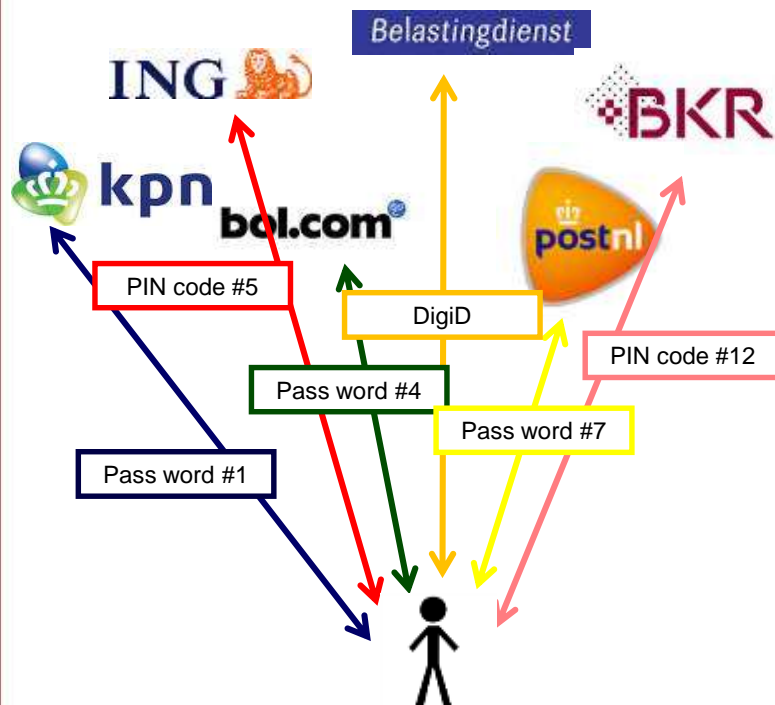 Belastingdienst
ING
BKR
kpn
bol.com
postnl
PIN code #5
DigiD
PIN code #12
Pass word #4
Pass word #7
Pass word #1